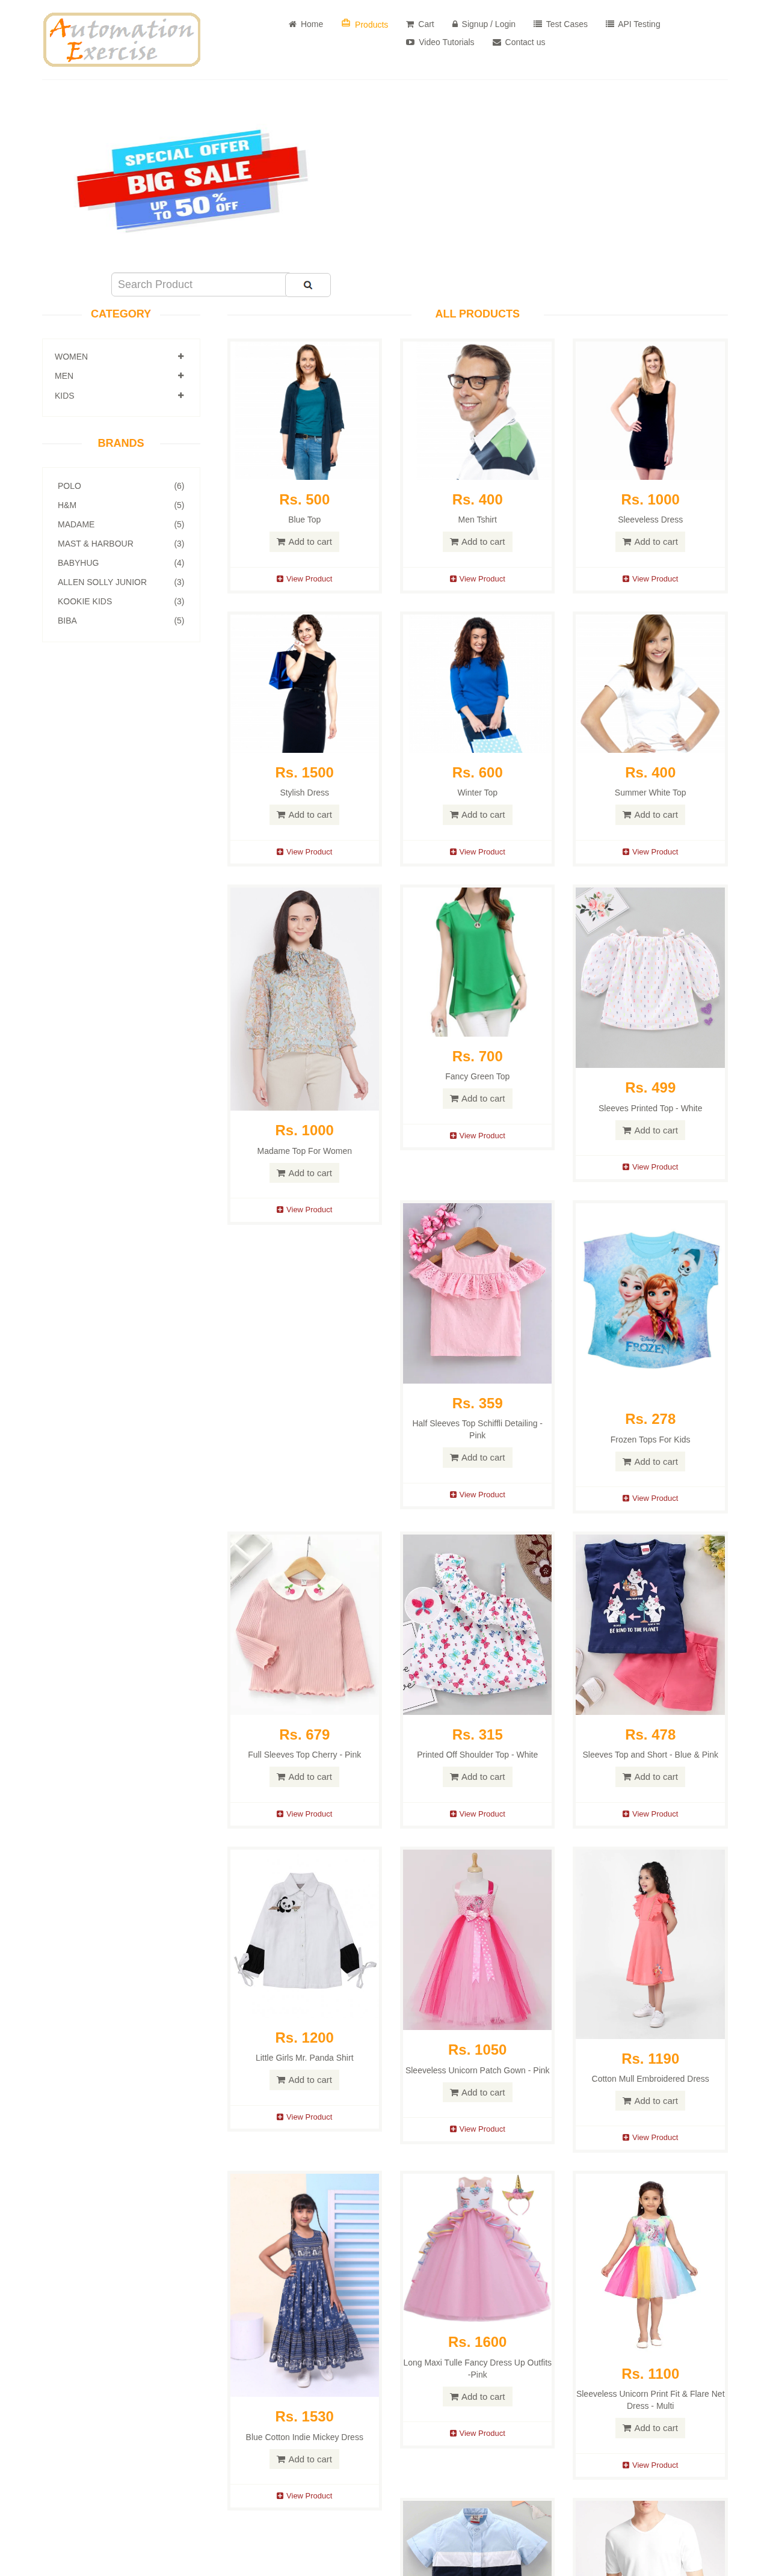 Automation
Exercise
Home
Products
Cart
Signup / Login
Test Cases
API Testing
Video Tutorials
Contact us
SPECIAL OFFER
BIG SALE
UP TO 50% OFF
Search Product
CATEGORY
WOMEN
MEN
KIDS
BRANDS
POLO (6)
H&M (5)
MADAME (5)
MAST & HARBOUR (3)
BABYHUG (4)
ALLEN SOLLY JUNIOR (3)
KOOKIE KIDS (3)
BIBA (5)
ALL PRODUCTS
Rs. 500
Blue Top
Add to cart
View Product
Rs. 400
Men Tshirt
Add to cart
View Product
Rs. 1000
Sleeveless Dress
Add to cart
View Product
Rs. 1500
Stylish Dress
Add to cart
View Product
Rs. 600
Winter Top
Add to cart
View Product
Rs. 400
Summer White Top
Add to cart
View Product
Rs. 1000
Madame Top For Women
Add to cart
View Product
Rs. 700
Fancy Green Top
Add to cart
View Product
Rs. 499
Sleeves Printed Top - White
Add to cart
View Product
Rs. 359
Half Sleeves Top Schiffli Detailing -
Pink
Add to cart
View Product
Disney
FROZEN
Rs. 278
Frozen Tops For Kids
Add to cart
View Product
Rs. 679
Full Sleeves Top Cherry - Pink
Add to cart
View Product
Rs. 315
Printed Off Shoulder Top - White
Add to cart
View Product
BE KIND TO THE PLANET
Rs. 478
Sleeves Top and Short - Blue & Pink
Add to cart
View Product
Rs. 1200
Little Girls Mr. Panda Shirt
Add to cart
View Product
Rs. 1050
Sleeveless Unicorn Patch Gown - Pink
Add to cart
View Product
Rs. 1190
Cotton Mull Embroidered Dress
Add to cart
View Product
Rs. 1530
Blue Cotton Indie Mickey Dress
Add to cart
View Product
Rs. 1600
Long Maxi Tulle Fancy Dress Up Outfits
-Pink
Add to cart
View Product
Rs. 1100
Sleeveless Unicorn Print Fit & Flare Net
Dress - Multi
Add to cart
View Product